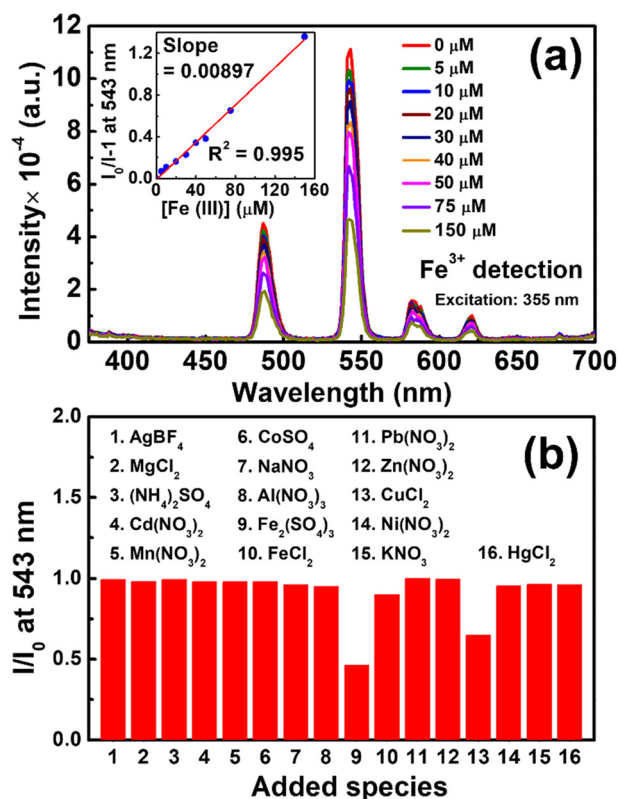 12
10
8
6
4
2
0
Intensity× 10⁻⁴ (a.u.)
400 450 500 550 600 650 700
Wavelength (nm)
(a)
1.2
0.8
0.4
0.0
I₀/I-1 at 543 nm
0 50 100 150
[Fe (III)] (μM)
Slope
= 0.00897
R² = 0.995
0 μM
5 μM
10 μM
20 μM
30 μM
40 μM
50 μM
75 μM
150 μM
Fe³⁺ detection
Excitation: 355 nm
(b)
2.0
1.5
1.0
0.5
0.0
I/I₀ at 543 nm
1. AgBF₄
2. MgCl₂
3. (NH₄)₂SO₄
4. Cd(NO₃)₂
5. Mn(NO₃)₂
6. CoSO₄
7. NaNO₃
8. Al(NO₃)₃
9. Fe₂(SO₄)₃
10. FeCl₂
11. Pb(NO₃)₂
12. Zn(NO₃)₂
13. CuCl₂
14. Ni(NO₃)₂
15. KNO₃
16. HgCl₂
1 2 3 4 5 6 7 8 9 10 11 12 13 14 15 16
Added species